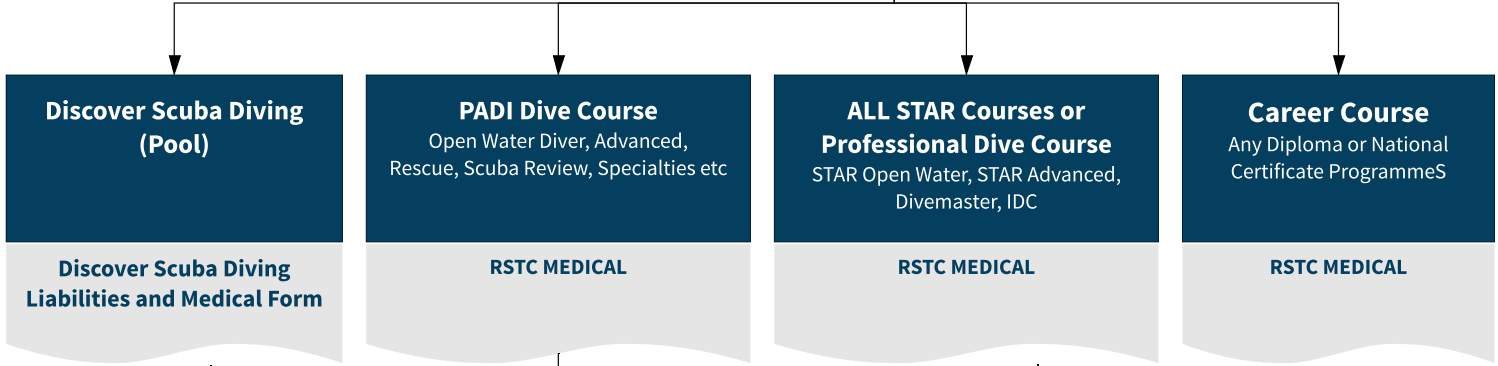 Discover Scuba Diving
(Pool)
Discover Scuba Diving
Liabilities and Medical Form
PADI Dive Course
Open Water Diver, Advanced,
Rescue, Scuba Review, Specialties etc
RSTC MEDICAL
ALL STAR Courses or
Professional Dive Course
STAR Open Water, STAR Advanced,
Divemaster, IDC
RSTC MEDICAL
Career Course
Any Diploma or National
Certificate ProgrammeS
RSTC MEDICAL